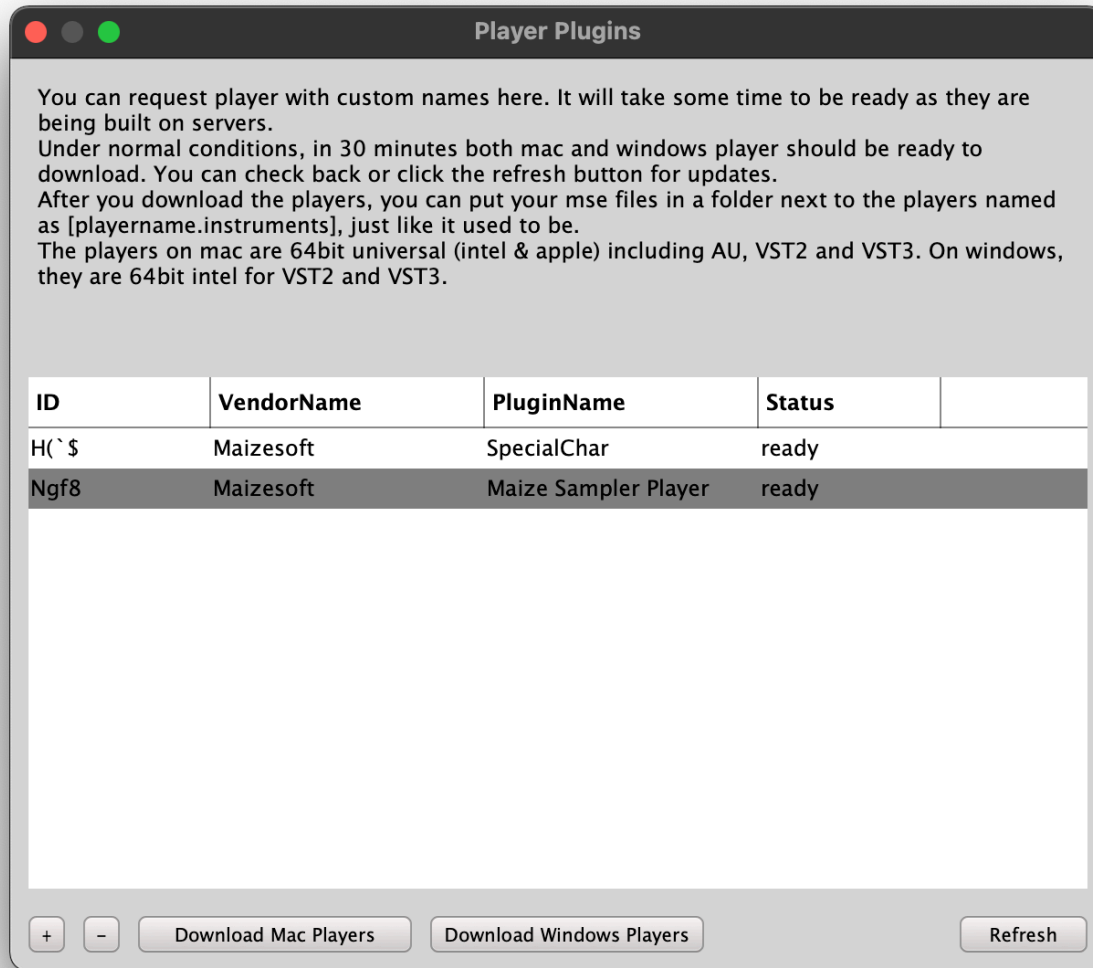 Player Plugins
You can request player with custom names here. It will take some time to be ready as they are
being built on servers.
Under normal conditions, in 30 minutes both mac and windows player should be ready to
download. You can check back or click the refresh button for updates.
After you download the players, you can put your mse files in a folder next to the players named
as [playername.instruments], just like it used to be.
The players on mac are 64bit universal (intel & apple) including AU, VST2 and VST3. On windows,
they are 64bit intel for VST2 and VST3.
ID VendorName PluginName Status
H(`$ Maizesoft SpecialChar ready
Ngf8 Maizesoft Maize Sampler Player ready
+ - Download Mac Players Download Windows Players Refresh